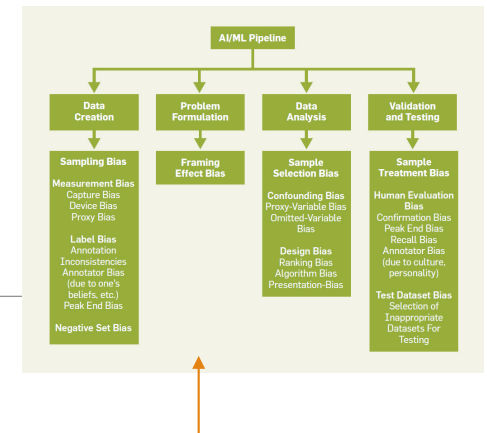 AI/ML Pipeline
Data
Creation
Problem
Formulation
Data
Analysis
Validation
and Testing
Sampling Bias
Measurement Bias
Capture Bias
Device Bias
Proxy Bias
Label Bias
Annotation
Inconsistencies
Annotator Bias
(due to one's
beliefs, etc.)
Peak End Bias
Negative Set Bias
Framing
Effect Bias
Sample
Selection Bias
Confounding Bias
Proxy-Variable Bias
Omitted-Variable
Bias
Design Bias
Ranking Bias
Algorithm Bias
Presentation-Bias
Sample
Treatment Bias
Human Evaluation
Bias
Confirmation Bias
Peak End Bias
Recall Bias
Annotator Bias
(due to culture,
personality)
Test Dataset Bias
Selection of
Inappropriate
Datasets For
Testing